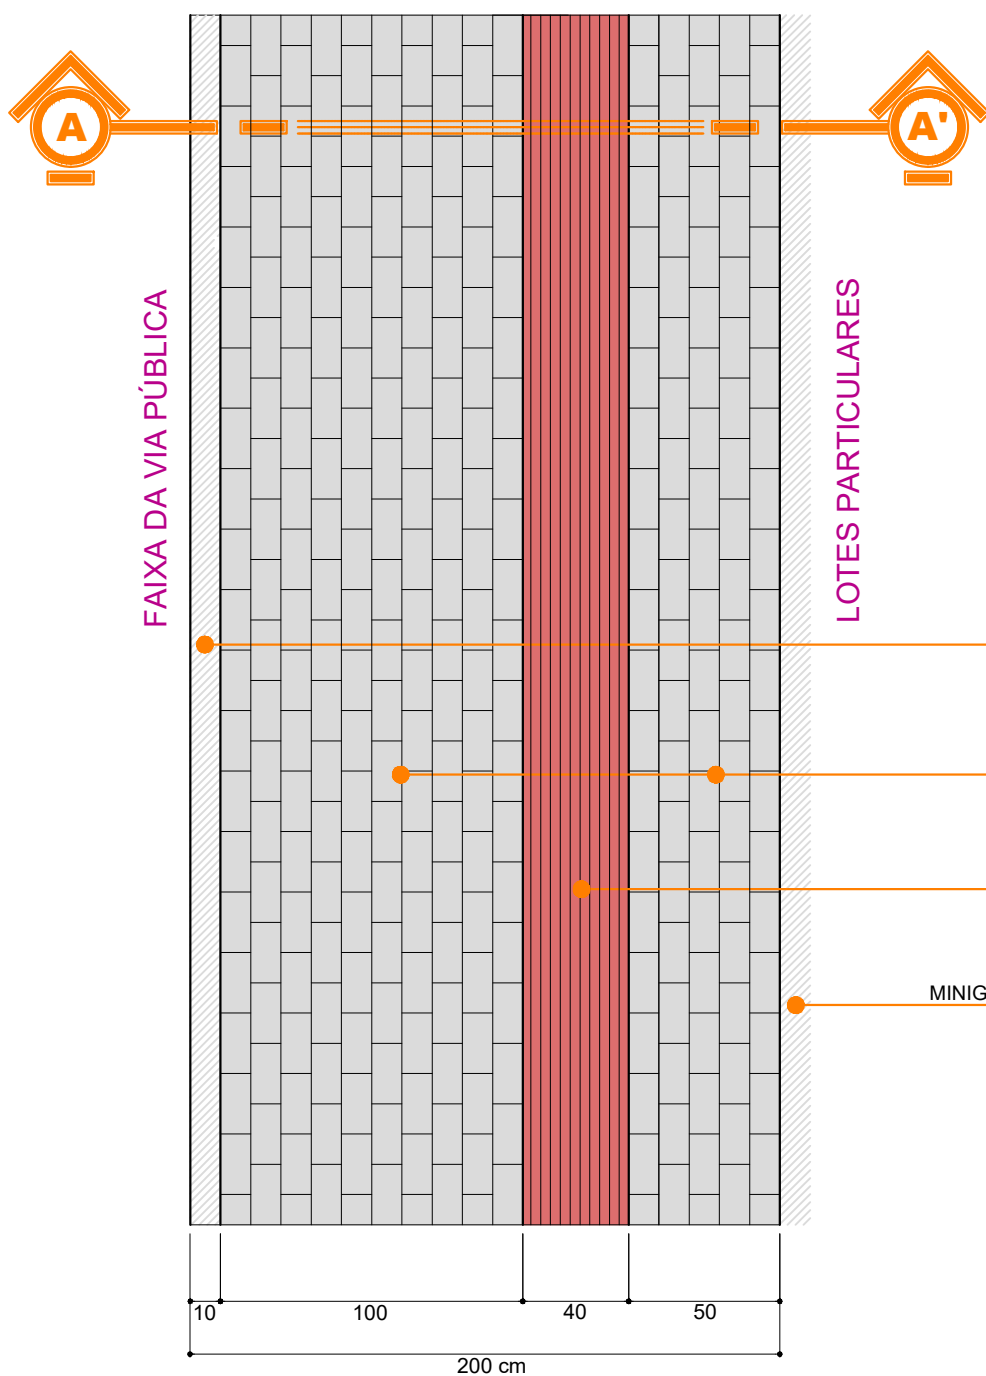 A
A'
FAIXA DA VIA PÚBLICA
LOTES PARTICULARES
MINIG
10
100
40
50
200 cm